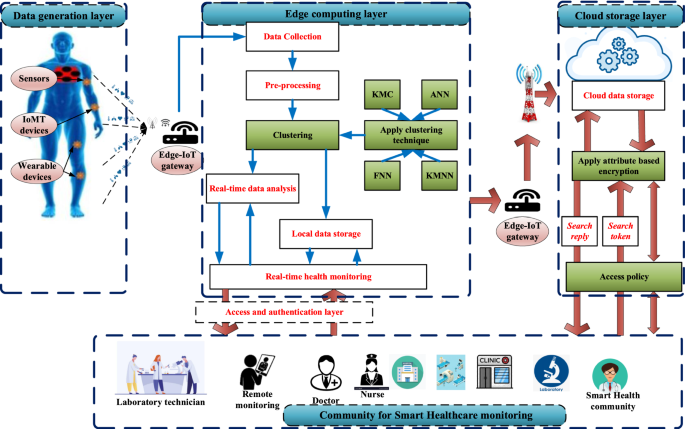 Data generation layer
Sensors
IoMT
devices
Wearable
devices
Edge-IoT
gateway
Edge computing layer
Data Collection
Pre-processing
Clustering
KMC
ANN
Apply clustering
technique
FNN
KMNN
Real-time data analysis
Local data storage
Real-time health monitoring
Access and authentication layer
Edge-IoT
gateway
Cloud storage layer
Cloud data storage
Apply attribute based
encryption
Search
reply
Search
token
Access policy
Laboratory technician
Remote
monitoring
Doctor
Nurse
CLINIC
Laboratory
Smart Health
community
Community for Smart Healthcare monitoring